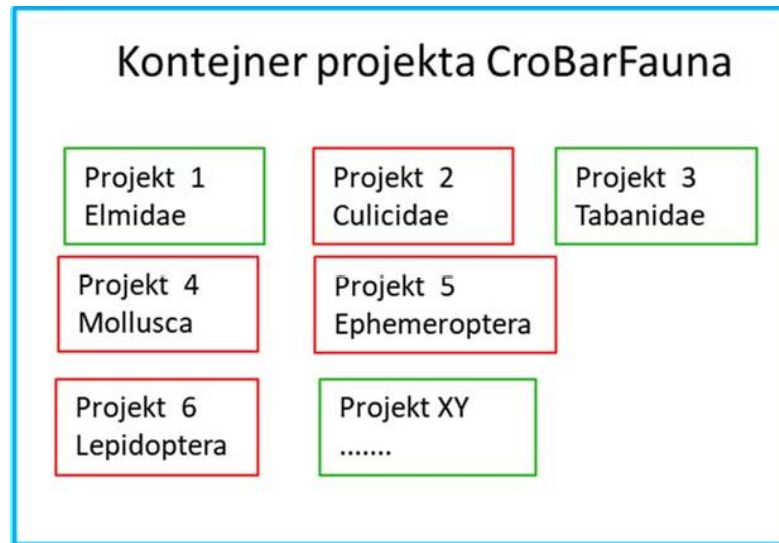 Kontejner projekta CroBarFauna
Projekt 1
Elmidae
Projekt 2
Culicidae
Projekt 3
Tabanidae
Projekt 4
Mollusca
Projekt 5
Ephemeroptera
Projekt 6
Lepidoptera
Projekt XY
.......